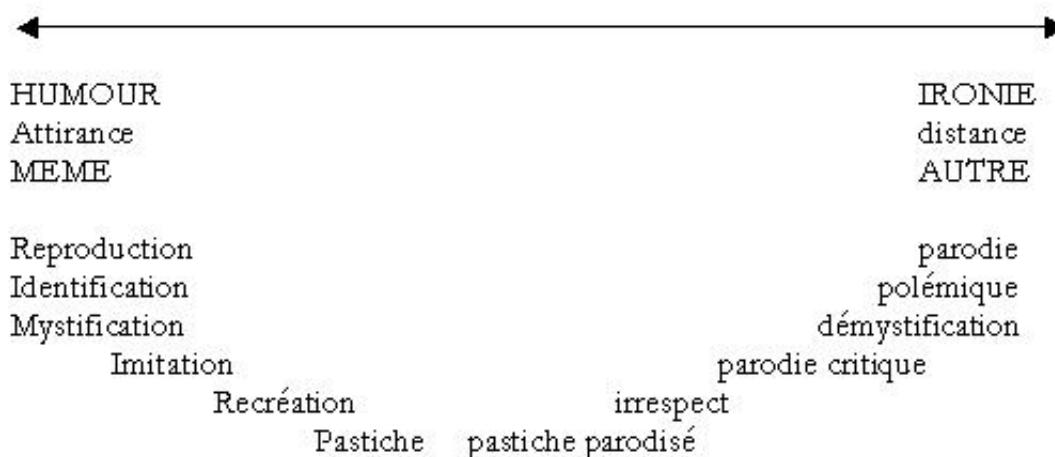 HUMOUR IRONIE
Attirance distance
MEME AUTRE
Reproduction parodie
Identification polémique
Mystification démystification
Imitation parodie critique
Recréation irrespect
Pastiche pastiche parodisé